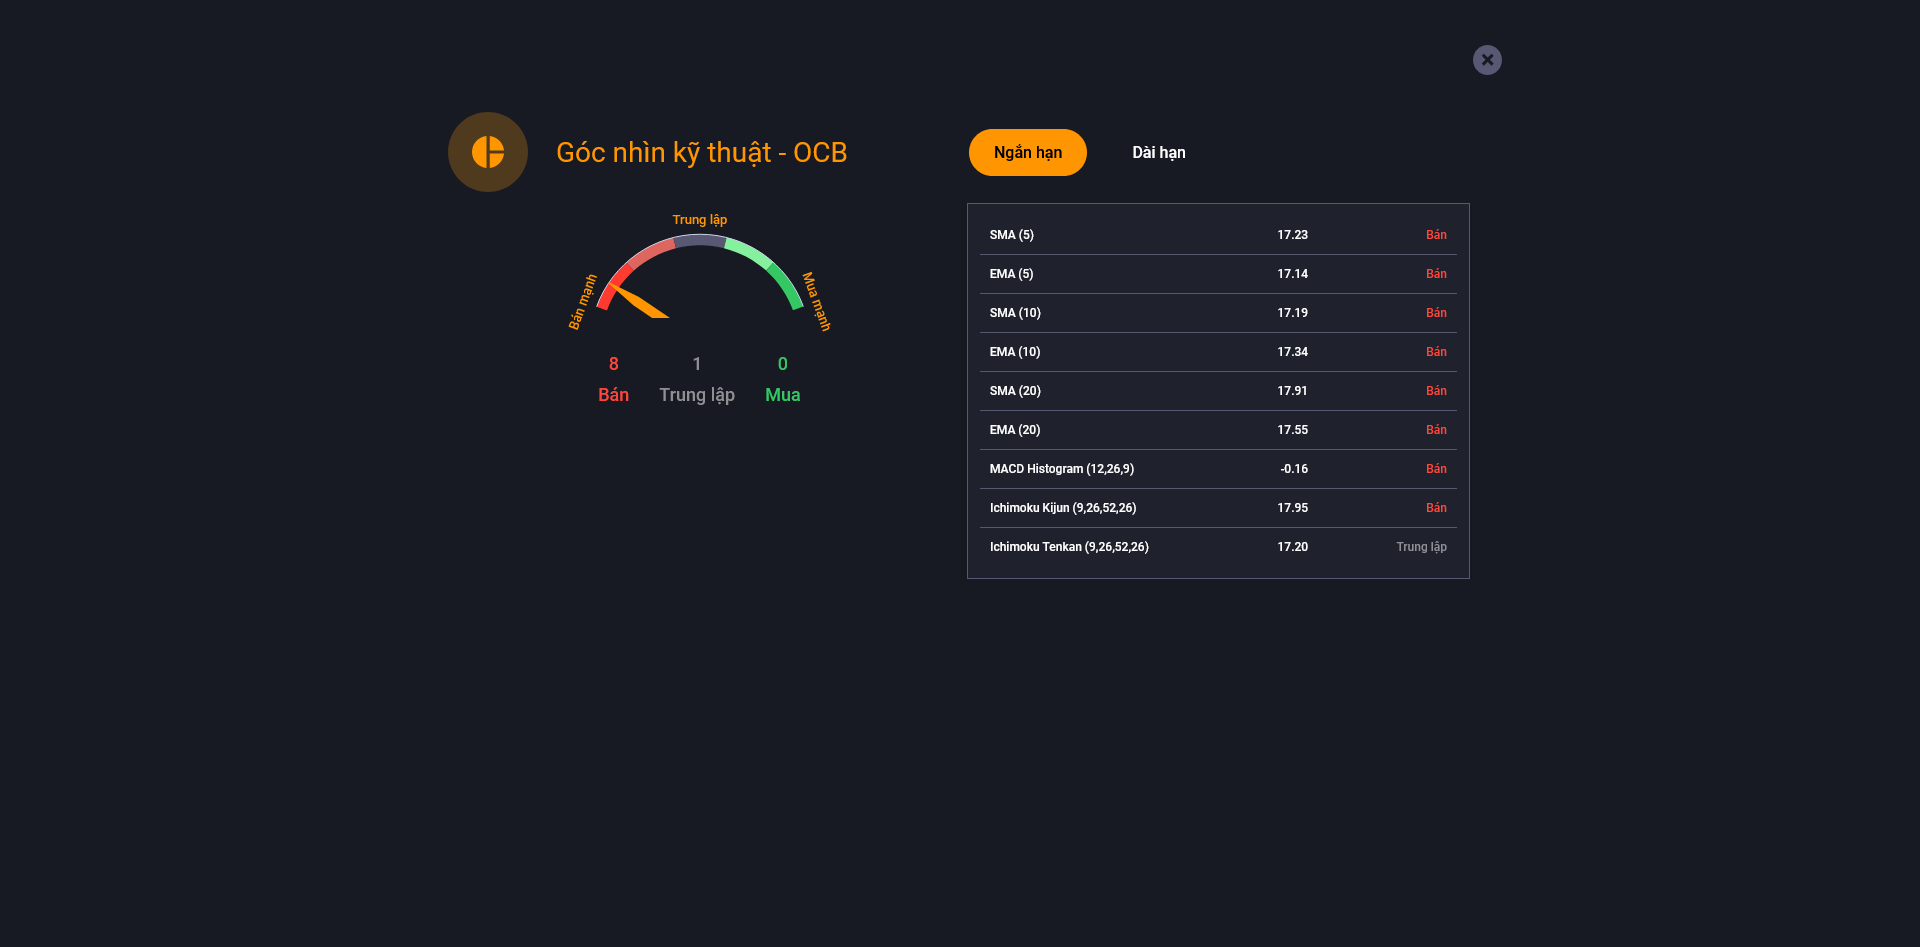 Góc nhìn kỹ thuật - OCB
Trung lập
Bán mạnh
Mua mạnh
8 1 0
Bán Trung lập Mua
Ngắn hạn Dài hạn
SMA (5) 17.23 Bán
EMA (5) 17.14 Bán
SMA (10) 17.19 Bán
EMA (10) 17.34 Bán
SMA (20) 17.91 Bán
EMA (20) 17.55 Bán
MACD Histogram (12,26,9) -0.16 Bán
Ichimoku Kijun (9,26,52,26) 17.95 Bán
Ichimoku Tenkan (9,26,52,26) 17.20 Trung lập